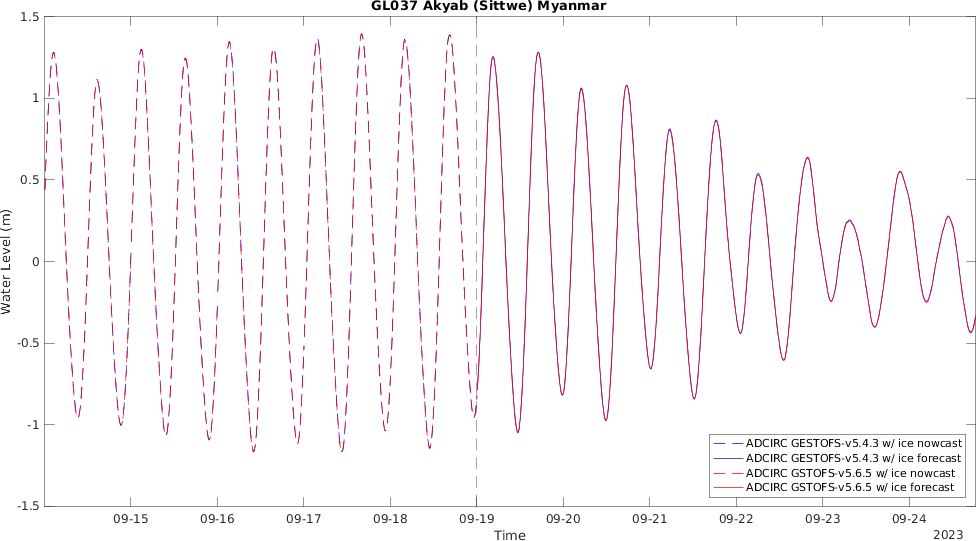 GL037 Akyab (Sittwe) Myanmar
1.5
1
0.5
0
-0.5
-1
-1.5
Water Level (m)
ADCIRC GESTOFS-v5.4.3 w/ ice nowcast
ADCIRC GESTOFS-v5.4.3 w/ ice forecast
ADCIRC GSTOFS-v5.6.5 w/ ice nowcast
ADCIRC GSTOFS-v5.6.5 w/ ice forecast
09-15 09-16 09-17 09-18 09-19 09-20 09-21 09-22 09-23 09-24
Time
2023